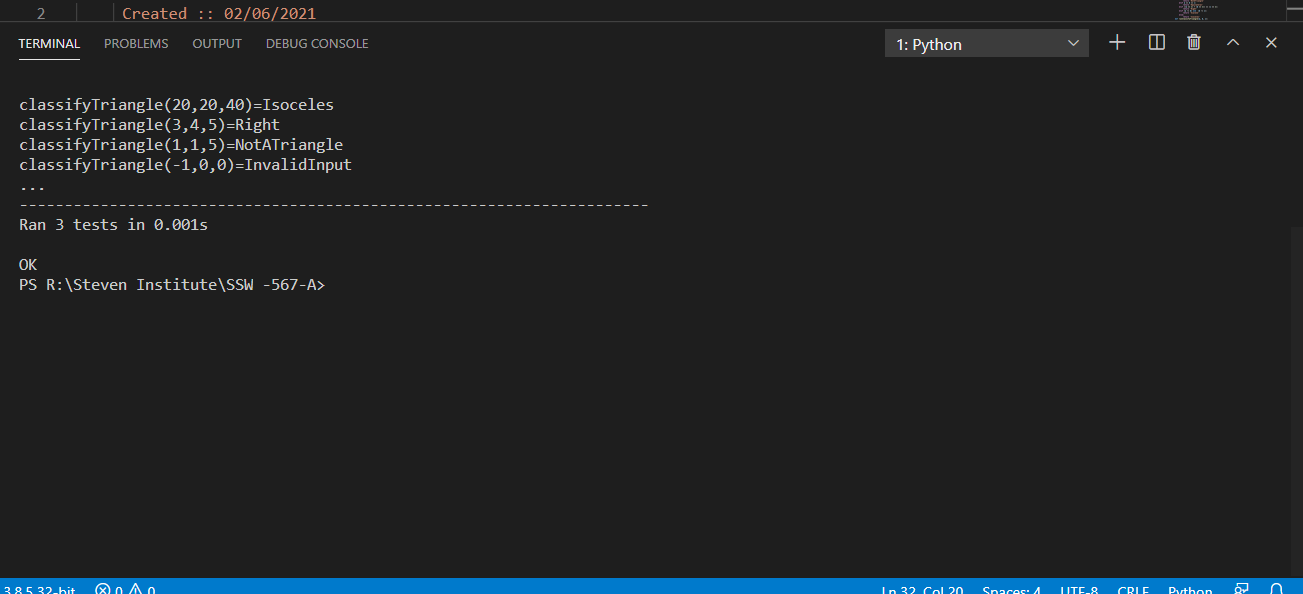 2 Created :: 02/06/2021
TERMINAL PROBLEMS OUTPUT DEBUG CONSOLE 1: Python
classifyTriangle(20,20,40)=Isoceles
classifyTriangle(3,4,5)=Right
classifyTriangle(1,1,5)=NotATriangle
classifyTriangle(-1,0,0)=InvalidInput
...
----------------------------------------------------------------------
Ran 3 tests in 0.001s
OK
PS R:\Steven Institute\SSW -567-A>
3.8.5 32-bit 0 0 Ln 32, Col 20 Spaces: 4 UTF-8 CRLF Python